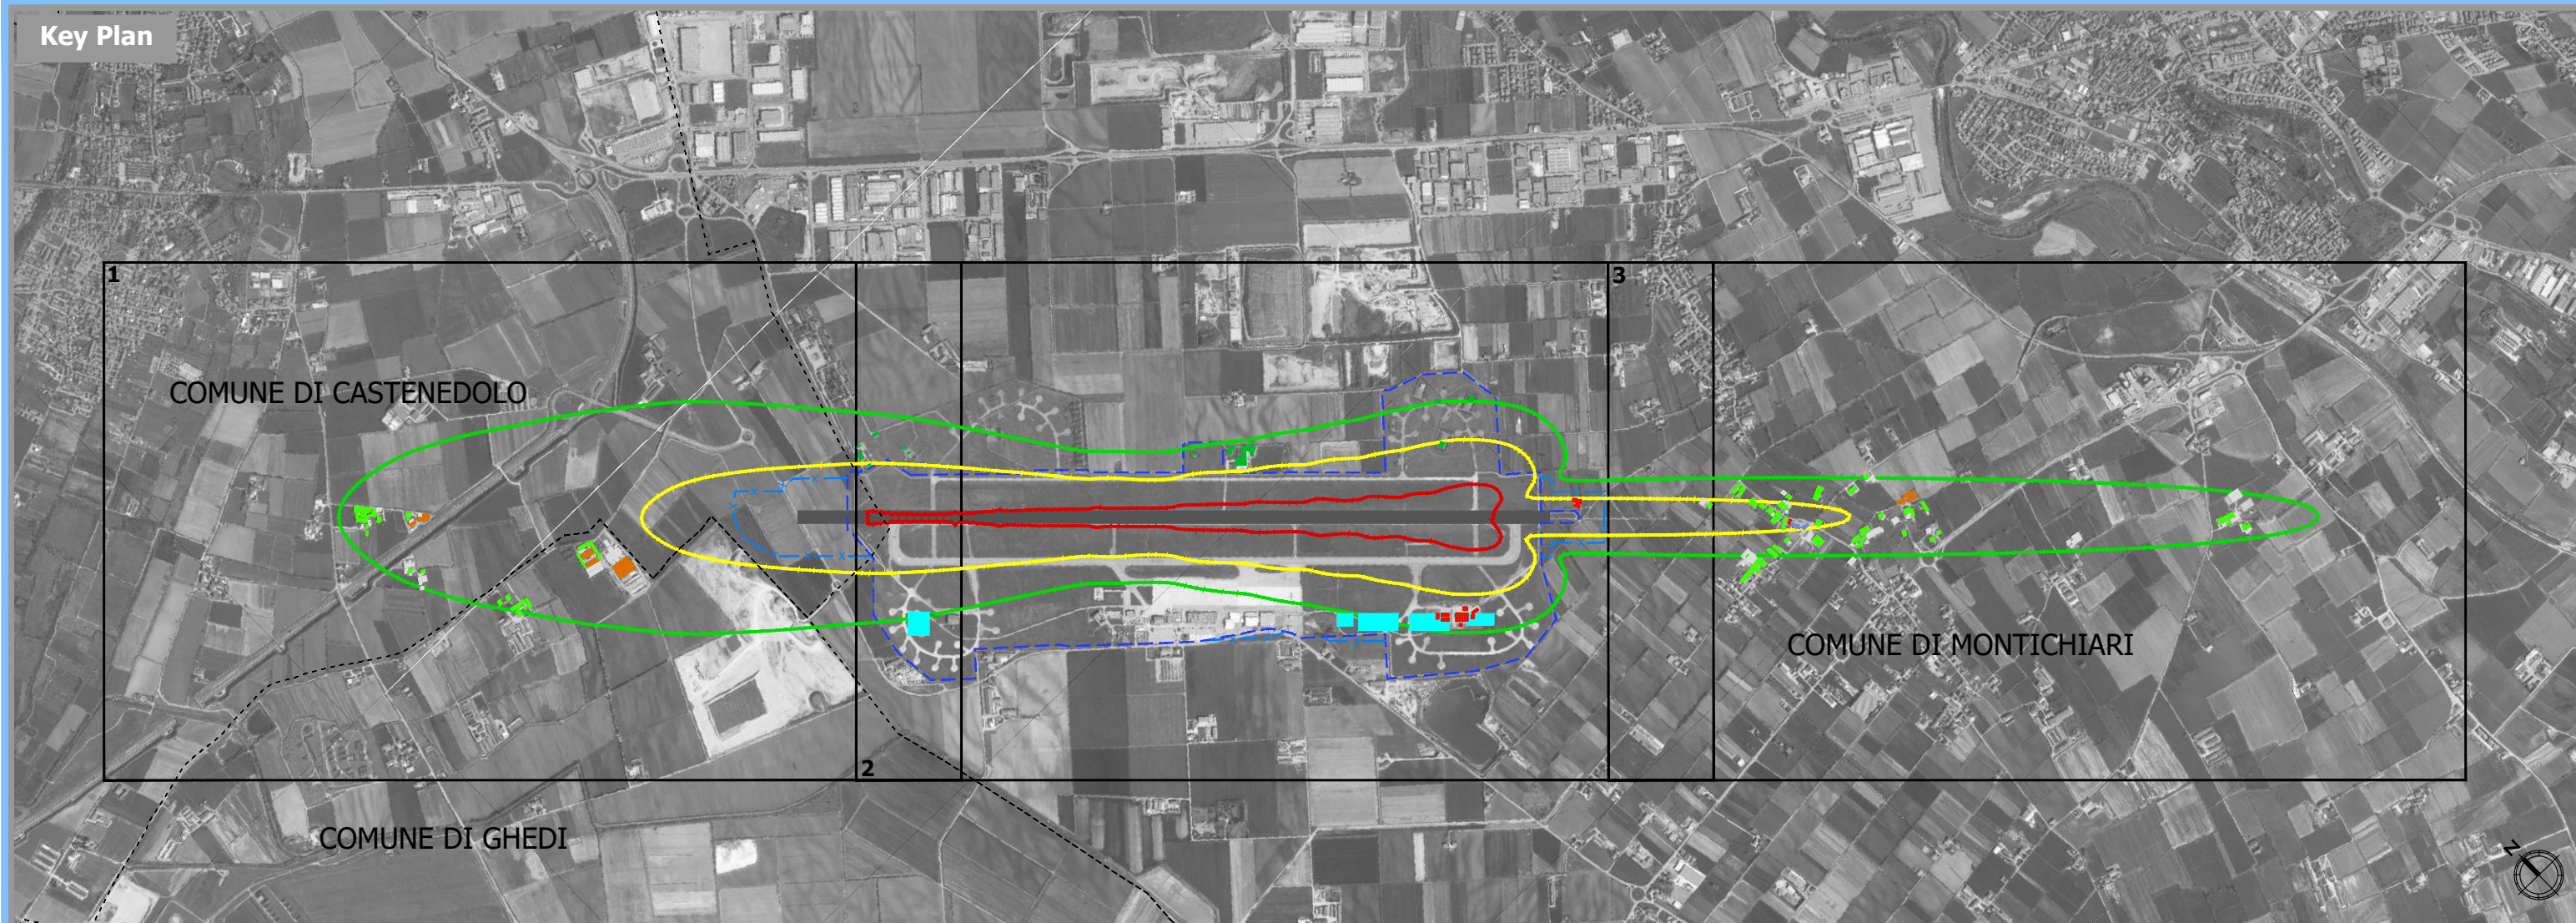 Key Plan
1
3
COMUNE DI CASTENEDOLO
COMUNE DI MONTICHIARI
2
COMUNE DI GHEDI
N